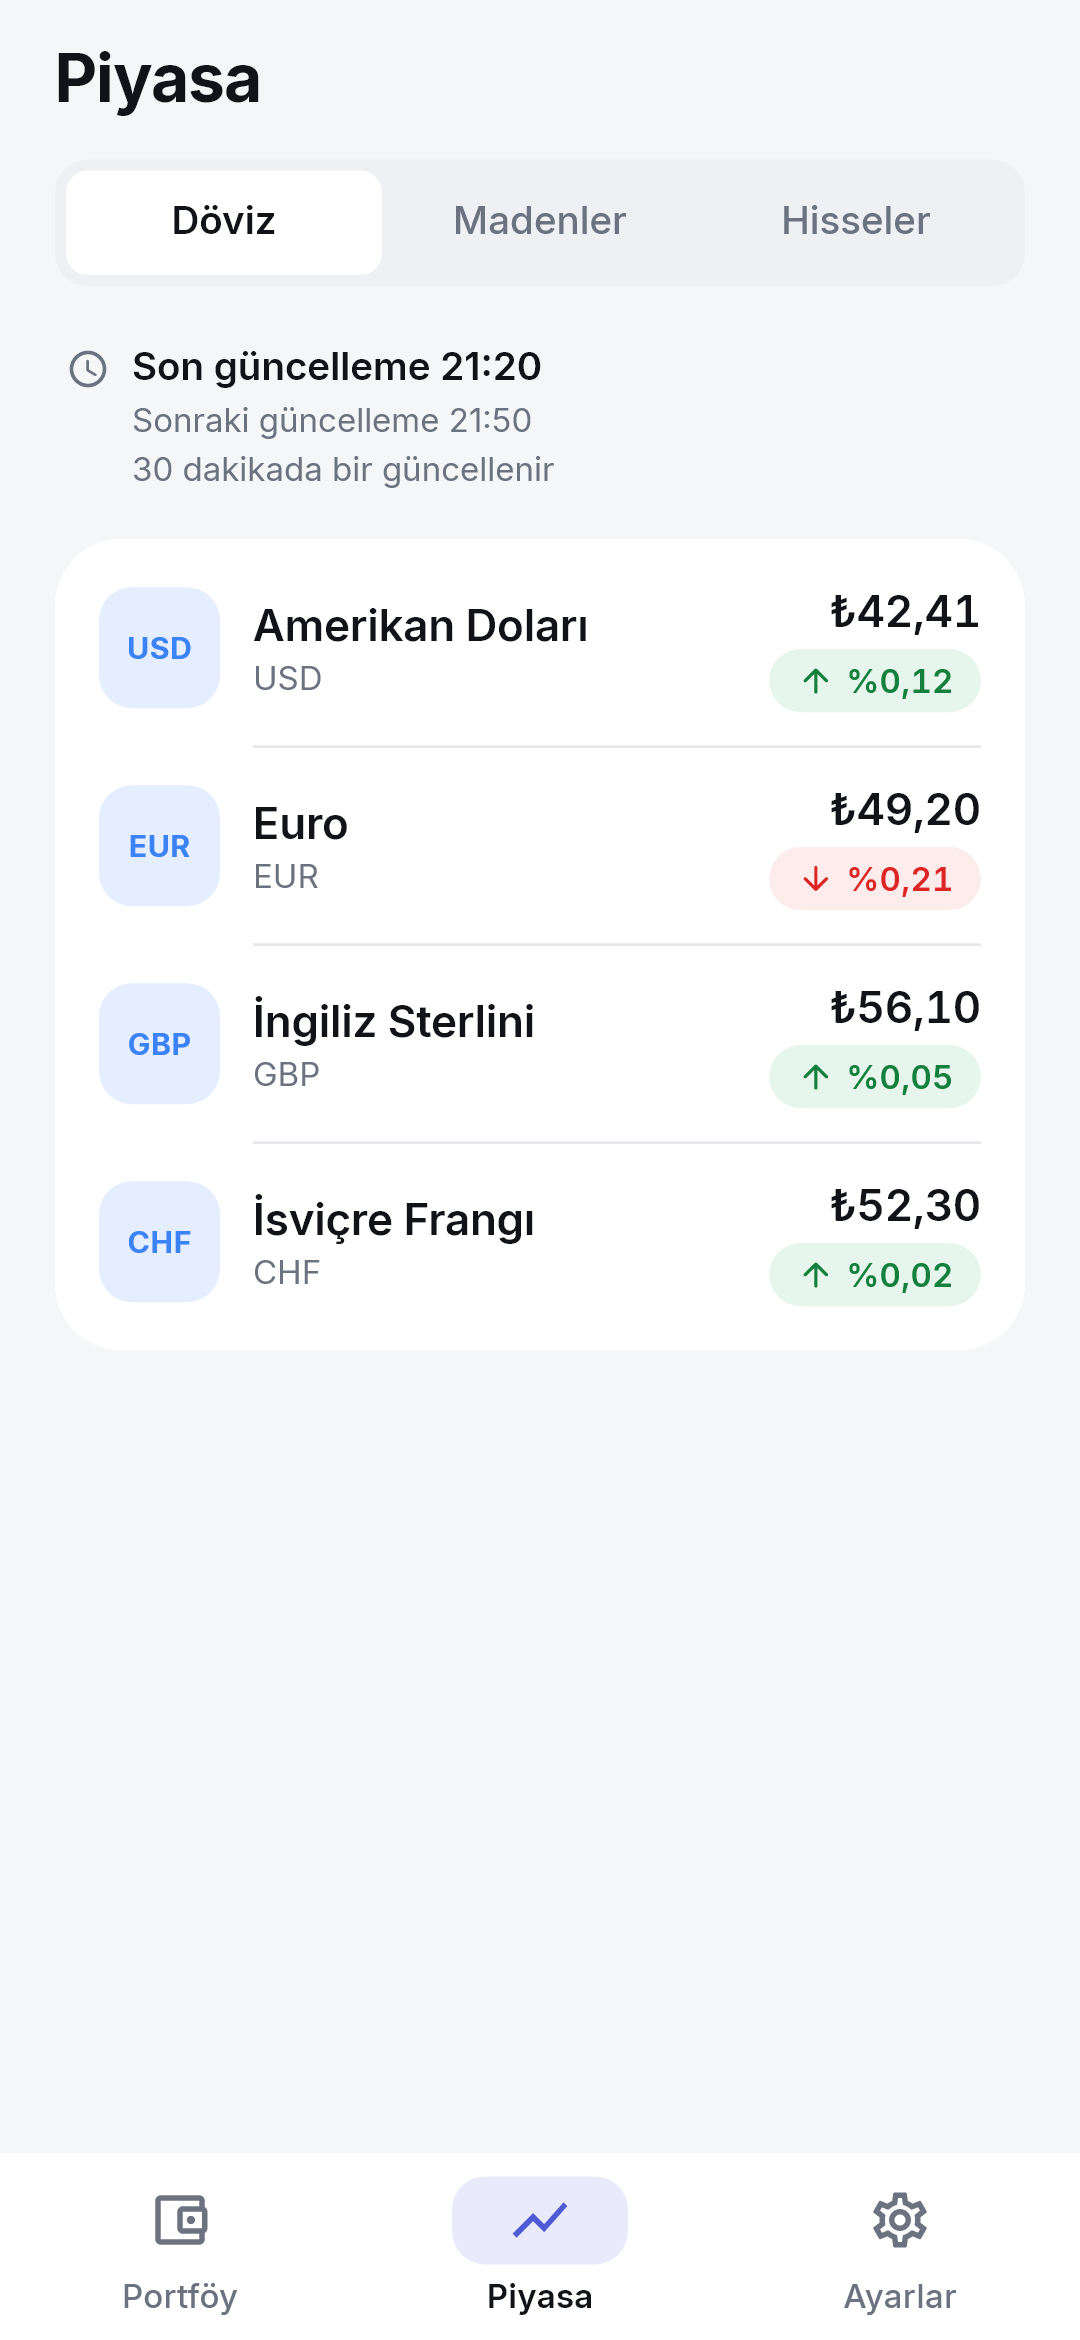 Piyasa
Döviz
Madenler
Hisseler
Son güncelleme 21:20
Sonraki güncelleme 21:50
30 dakikada bir güncellenir
USD
Amerikan Doları
USD
₺42,41
%0,12
EUR
Euro
EUR
₺49,20
%0,21
GBP
İngiliz Sterlini
GBP
₺56,10
%0,05
CHF
İsviçre Frangı
CHF
₺52,30
%0,02
Portföy
Piyasa
Ayarlar